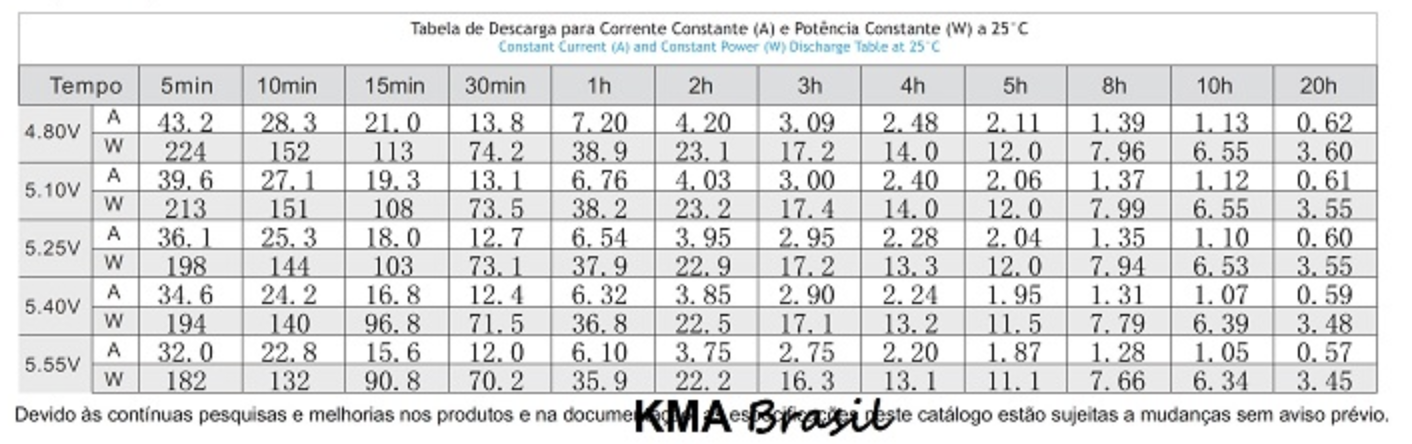 Tabela de Descarga para Corrente Constante (A) e Potência Constante (W) a 25°C
Constant Current (A) and Constant Power (W) Discharge Table at 25°C
Tempo 5min 10min 15min 30min 1h 2h 3h 4h 5h 8h 10h 20h
4.80V A 43.2 28.3 21.0 13.8 7.20 4.20 3.09 2.48 2.11 1.39 1.13 0.62
W 224 152 113 74.2 38.9 23.1 17.2 14.0 12.0 7.96 6.55 3.60
5.10V A 39.6 27.1 19.3 13.1 6.76 4.03 3.00 2.40 2.06 1.37 1.12 0.61
W 213 151 108 73.5 38.2 23.2 17.4 14.0 12.0 7.99 6.55 3.55
5.25V A 36.1 25.3 18.0 12.7 6.54 3.95 2.95 2.28 2.04 1.35 1.10 0.60
W 198 144 103 73.1 37.9 22.9 17.2 13.3 12.0 7.94 6.53 3.55
5.40V A 34.6 24.2 16.8 12.4 6.32 3.85 2.90 2.24 1.95 1.31 1.07 0.59
W 194 140 96.8 71.5 36.8 22.5 17.1 13.2 11.5 7.79 6.39 3.48
5.55V A 32.0 22.8 15.6 12.0 6.10 3.75 2.75 2.20 1.87 1.28 1.05 0.57
W 182 132 90.8 70.2 35.9 22.2 16.3 13.1 11.1 7.66 6.34 3.45
Devido às contínuas pesquisas e melhorias nos produtos e na especificações neste catálogo estão sujeitas a mudanças sem aviso prévio.
KMA Brasil